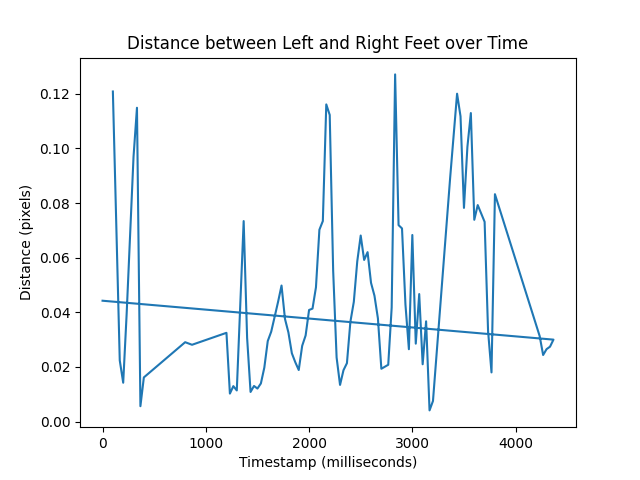 Distance between Left and Right Feet over Time
0.12
0.10
0.08
0.06
0.04
0.02
0.00
Distance (pixels)
0 1000 2000 3000 4000
Timestamp (milliseconds)